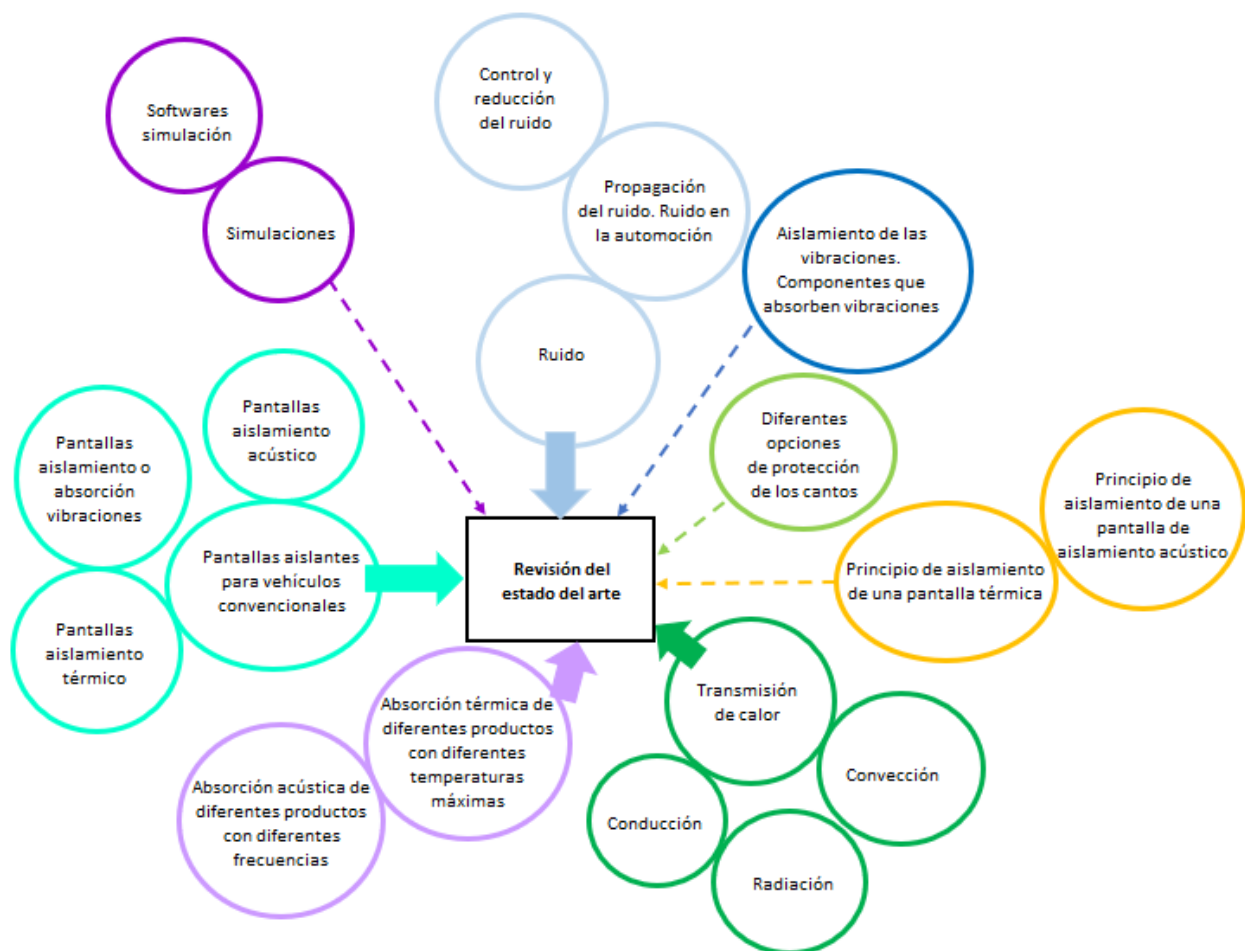 Control y
reducción
del ruido
Softwares
simulación
Propagación
del ruido. Ruido en
la automoción
Simulaciones
Aislamiento de las
vibraciones.
Componentes que
absorben vibraciones
Ruido
Pantallas
aislamiento
acústico
Diferentes
opciones
de protección
de los cantos
Pantallas
aislamiento o
absorción
vibraciones
Principio de
aislamiento de una
pantalla de
aislamiento acústico
Pantallas aislantes
para vehículos
convencionales
Revisión del
estado del arte
Principio de aislamiento
de una pantalla térmica
Pantallas
aislamiento
térmico
Transmisión
de calor
Absorción térmica de
diferentes productos
con diferentes
temperaturas
máximas
Convección
Absorción acústica de
diferentes productos
con diferentes
frecuencias
Conducción
Radiación